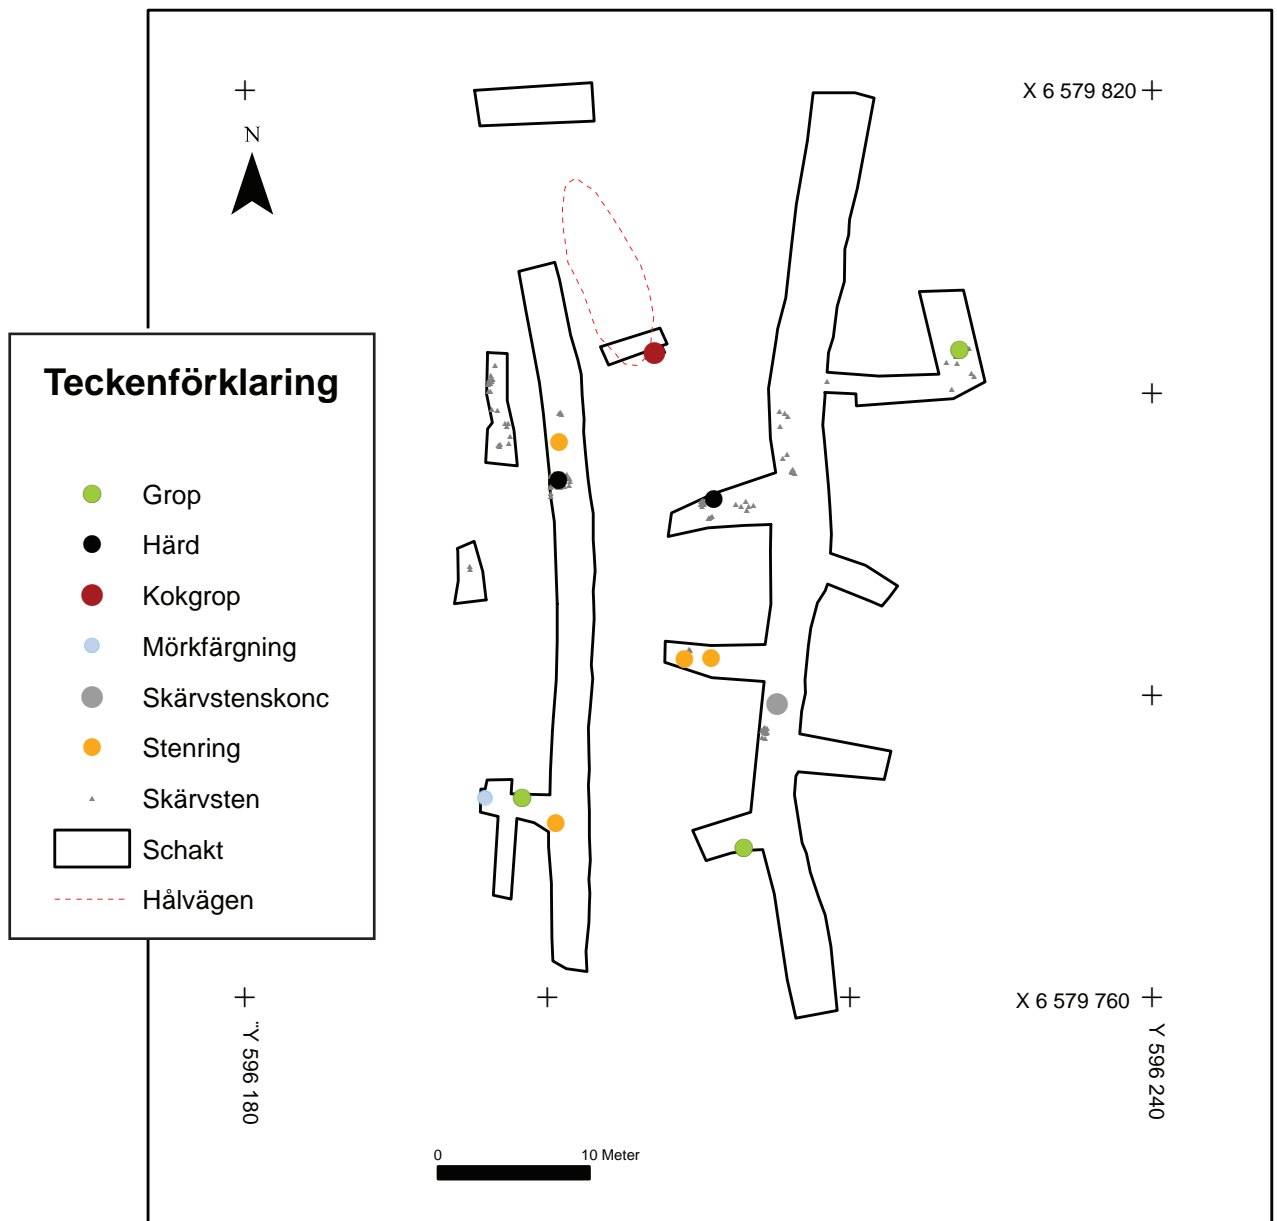 X 6 579 820
N
Teckenförklaring
Grop
Härd
Kokgrop
Mörkfärgning
Skärvstenskonc
Stenring
Skärvsten
Schakt
Hålvägen
X 6 579 760
"Y 596 180
Y 596 240
0 10 Meter